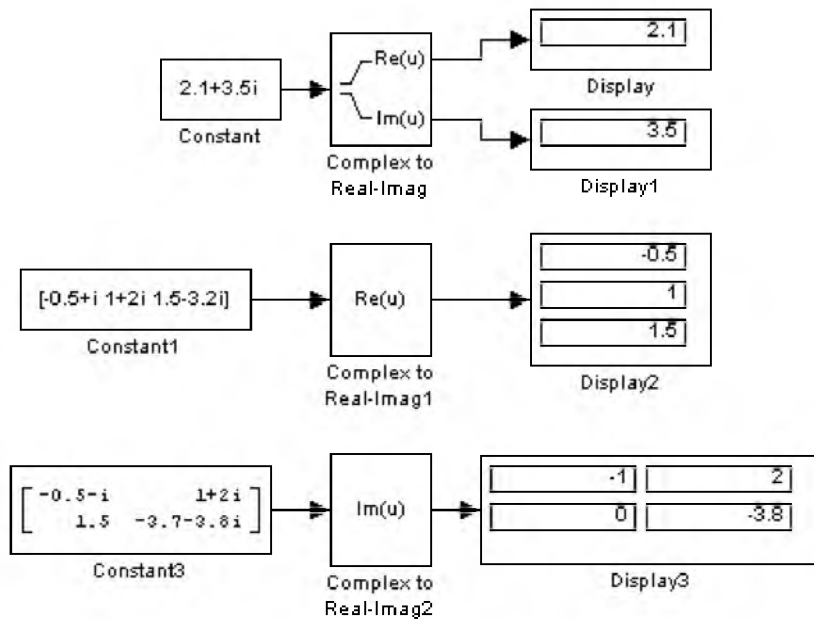 2.1+3.5i
Constant
Re(u)
Im(u)
Complex to
Real-Imag
2.1
Display
3.5
Display1
[-0.5+i 1+2i 1.5-3.2i]
Constant1
Re(u)
Complex to
Real-Imag1
-0.5
1
1.5
Display2
-0.5-i 1+2i
1.5 -3.7-3.8i
Constant3
Im(u)
Complex to
Real-Imag2
-1 2
0 -3.8
Display3